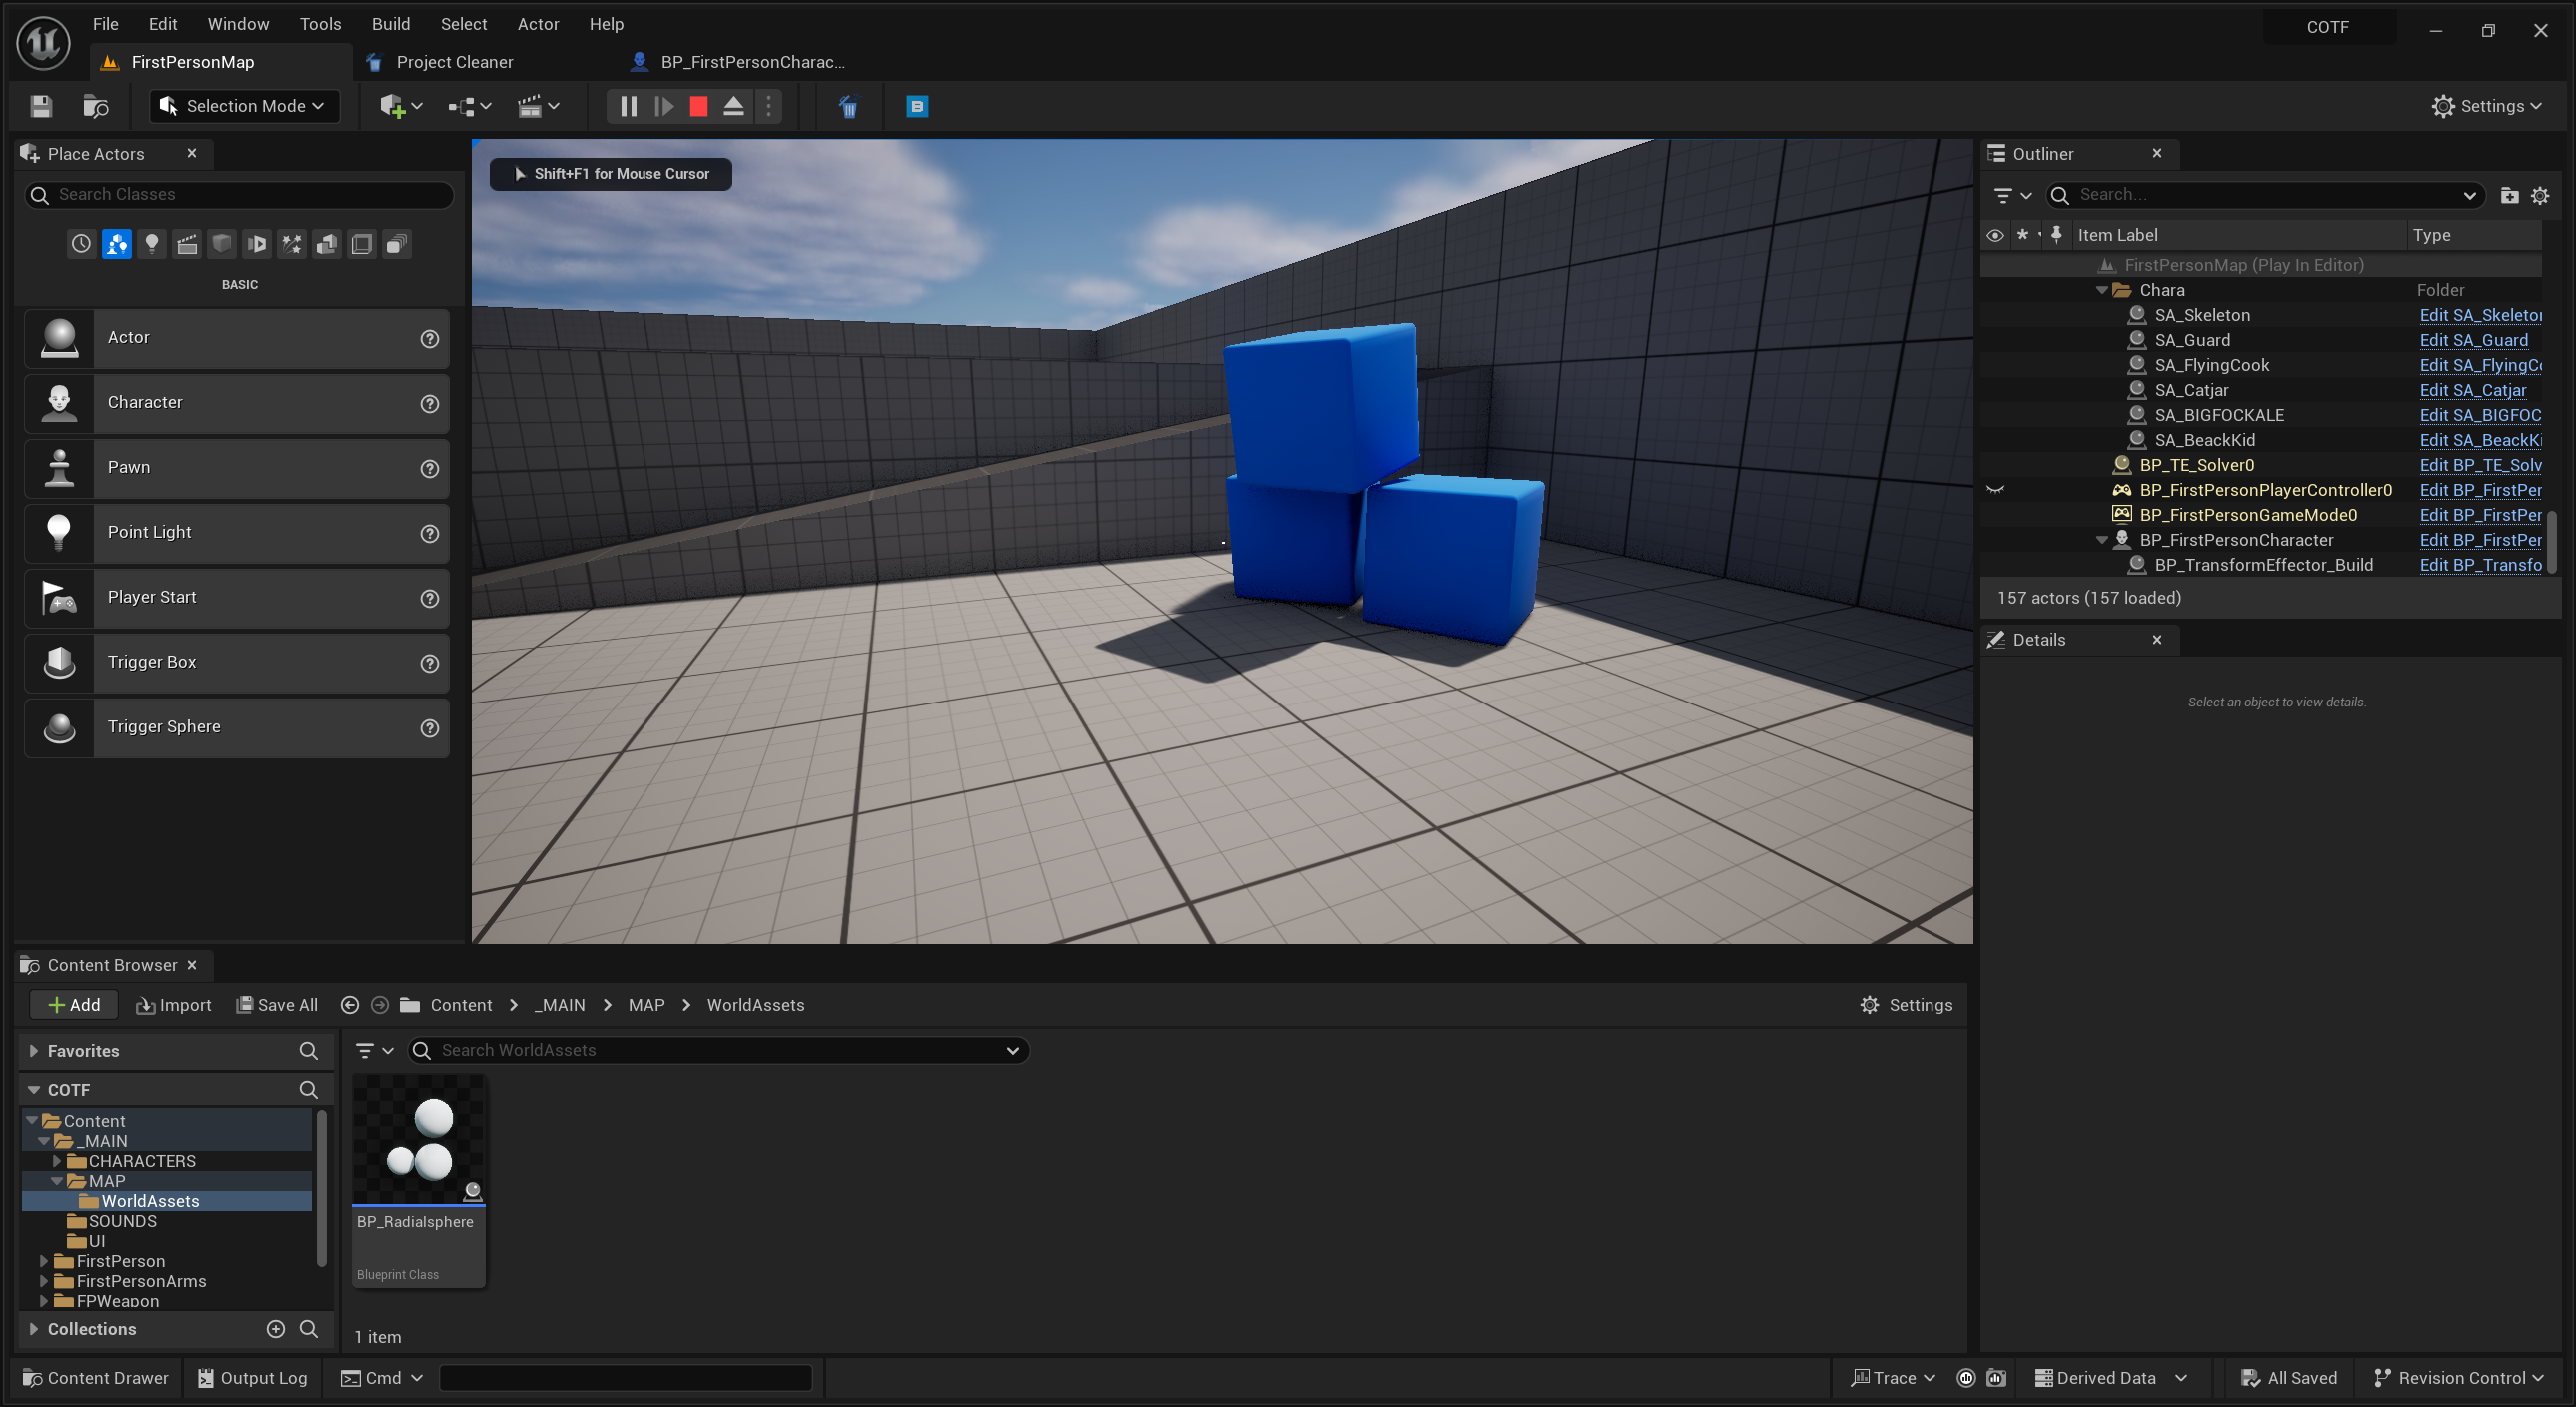 File Edit Window Tools Build Select Actor Help
COTF
FirstPersonMap
Project Cleaner
BP_FirstPersonCharac...
Selection Mode
Settings
Place Actors
Search Classes
BASIC
Actor
Character
Pawn
Point Light
Player Start
Trigger Box
Trigger Sphere
Shift+F1 for Mouse Cursor
Outliner
Search...
Item Label Type
FirstPersonMap (Play In Editor)
Chara Folder
SA_Skeleton Edit SA_Skeleton
SA_Guard Edit SA_Guard
SA_FlyingCook Edit SA_FlyingCo
SA_Catjar Edit SA_Catjar
SA_BIGFOCKALE Edit SA_BIGFOC
SA_BeackKid Edit SA_BeackKi
BP_TE_Solver0 Edit BP_TE_Solv
BP_FirstPersonPlayerController0 Edit BP_FirstPer
BP_FirstPersonGameMode0 Edit BP_FirstPer
BP_FirstPersonCharacter Edit BP_FirstPer
BP_TransformEffector_Build Edit BP_Transfo
157 actors (157 loaded)
Details
Select an object to view details.
Content Browser
Add Import Save All Content > _MAIN > MAP > WorldAssets Settings
Favorites
Search WorldAssets
COTF
Content
_MAIN
CHARACTERS
MAP
WorldAssets
SOUNDS
UI
FirstPerson
FirstPersonArms
FPWeapon
Collections
BP_Radialsphere
Blueprint Class
1 item
Content Drawer Output Log Cmd Trace Derived Data All Saved Revision Control